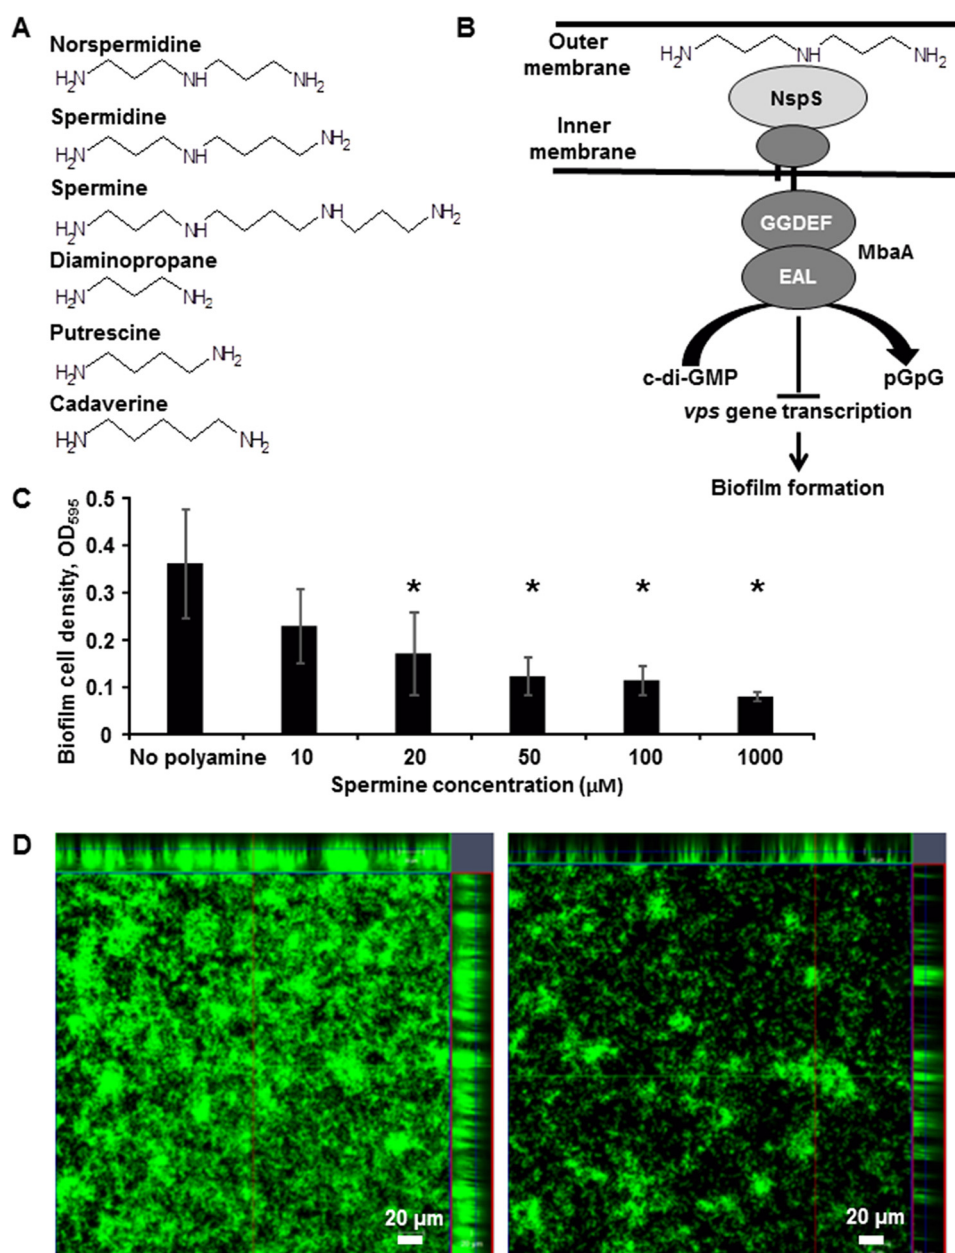 A
Norspermidine
H₂N NH NH₂
Spermidine
H₂N NH NH₂
Spermine
H₂N NH NH NH₂
Diaminopropane
H₂N NH₂
Putrescine
H₂N NH₂
Cadaverine
H₂N NH₂
B
Outer
membrane
H₂N NH NH₂
NspS
Inner
membrane
GGDEF
MbaA
EAL
c-di-GMP
pGpG
vps gene transcription
Biofilm formation
C
Biofilm cell density, OD₅₉₅
0.5
0.4
0.3
0.2
0.1
0
* * * *
No polyamine 10 20 50 100 1000
Spermine concentration (μM)
D
20 μm
20 μm